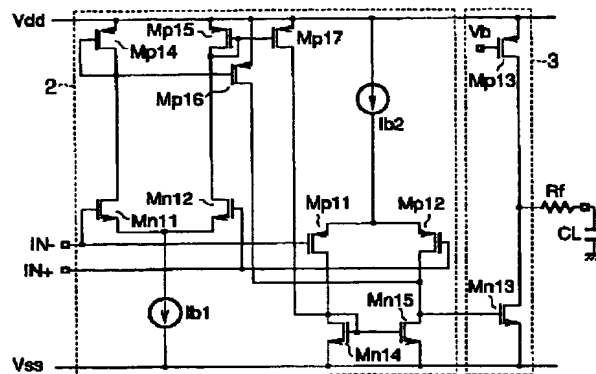 Vdd
Mp14
Mp15
Mp17
Vb
2
3
Mp16
Mp13
Ib2
Mn11
Mn12
Mp11
Mp12
Rf
CL
IN-
IN+
Mn15
Mn13
Ib1
Mn14
Vss